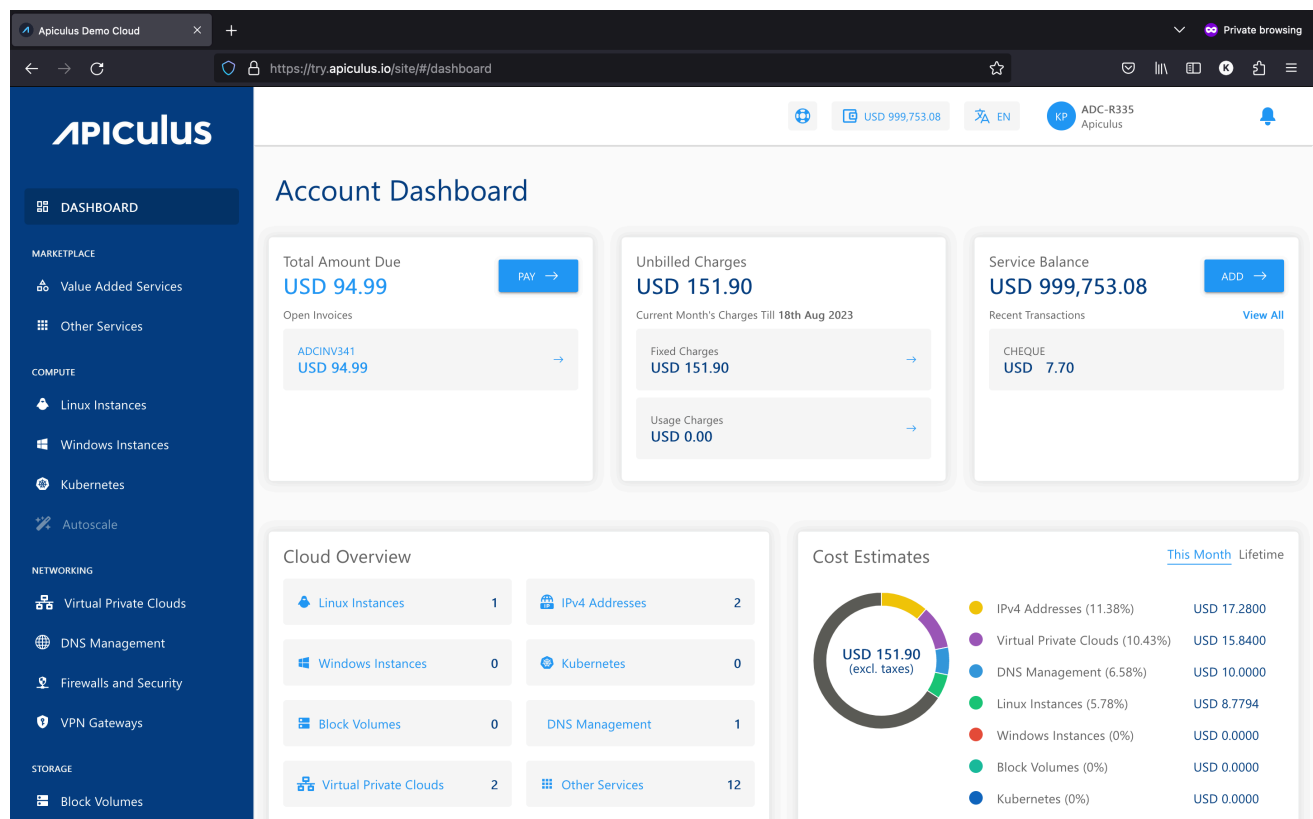 Apiculus Demo Cloud
Private browsing
https://try.apiculus.io/site/#/dashboard
K
APICULUS
USD 999,753.08
EN
KP
ADC-R335
Apiculus
DASHBOARD
MARKETPLACE
Value Added Services
Other Services
COMPUTE
Linux Instances
Windows Instances
Kubernetes
Autoscale
NETWORKING
Virtual Private Clouds
DNS Management
Firewalls and Security
VPN Gateways
STORAGE
Block Volumes
Account Dashboard
Total Amount Due
USD 94.99
PAY
Open Invoices
ADCINV341
USD 94.99
Unbilled Charges
USD 151.90
Current Month's Charges Till 18th Aug 2023
Fixed Charges
USD 151.90
Usage Charges
USD 0.00
Service Balance
USD 999,753.08
ADD
Recent Transactions View All
CHEQUE
USD 7.70
Cloud Overview
Linux Instances 1
IPv4 Addresses 2
Windows Instances 0
Kubernetes 0
Block Volumes 0
DNS Management 1
Virtual Private Clouds 2
Other Services 12
Cost Estimates
This Month Lifetime
USD 151.90
(excl. taxes)
IPv4 Addresses (11.38%) USD 17.2800
Virtual Private Clouds (10.43%) USD 15.8400
DNS Management (6.58%) USD 10.0000
Linux Instances (5.78%) USD 8.7794
Windows Instances (0%) USD 0.0000
Block Volumes (0%) USD 0.0000
Kubernetes (0%) USD 0.0000